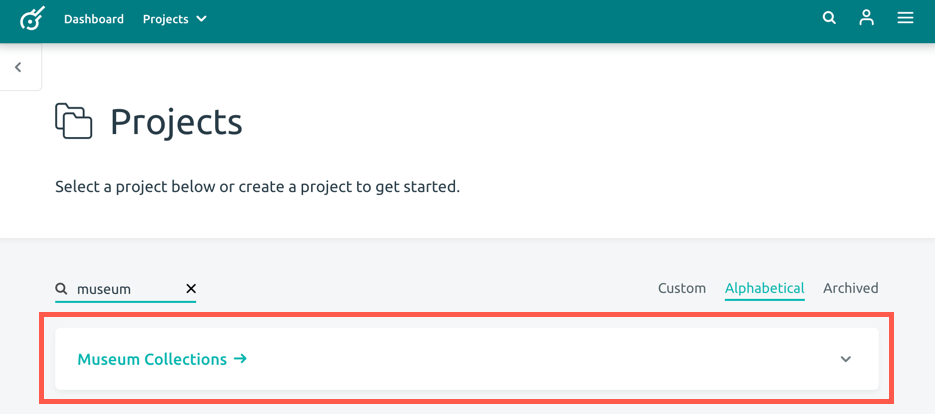 Dashboard Projects
Projects
Select a project below or create a project to get started.
museum Custom Alphabetical Archived
Museum Collections →